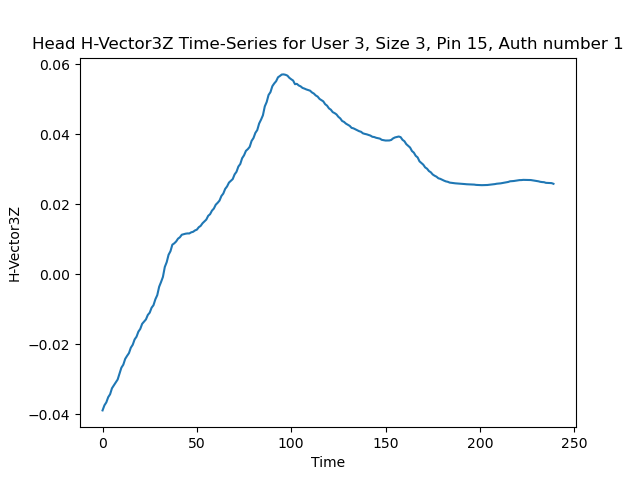 Head H-Vector3Z Time-Series for User 3, Size 3, Pin 15, Auth number 1
0.06
0.04
0.02
0.00
−0.02
−0.04
H-Vector3Z
0 50 100 150 200 250
Time